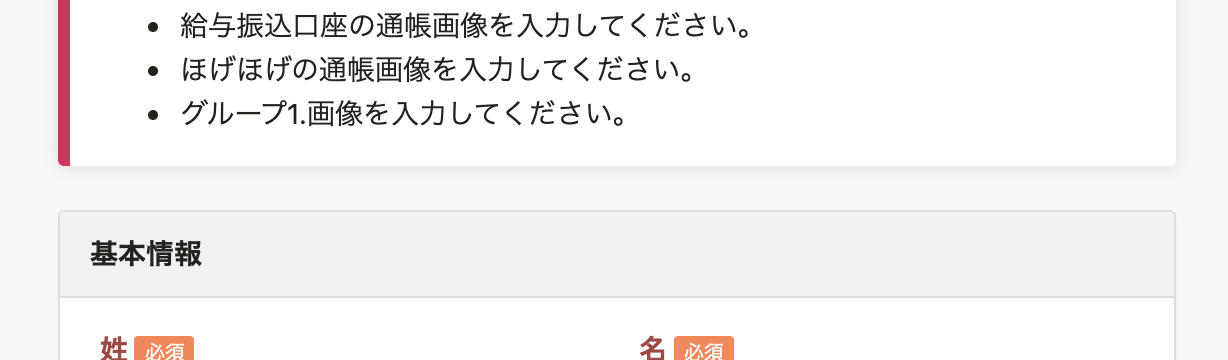 • 給与振込口座の通帳画像を入力してください。
• ほげほげの通帳画像を入力してください。
• グループ1.画像を入力してください。
基本情報
姓 必須 名 必須